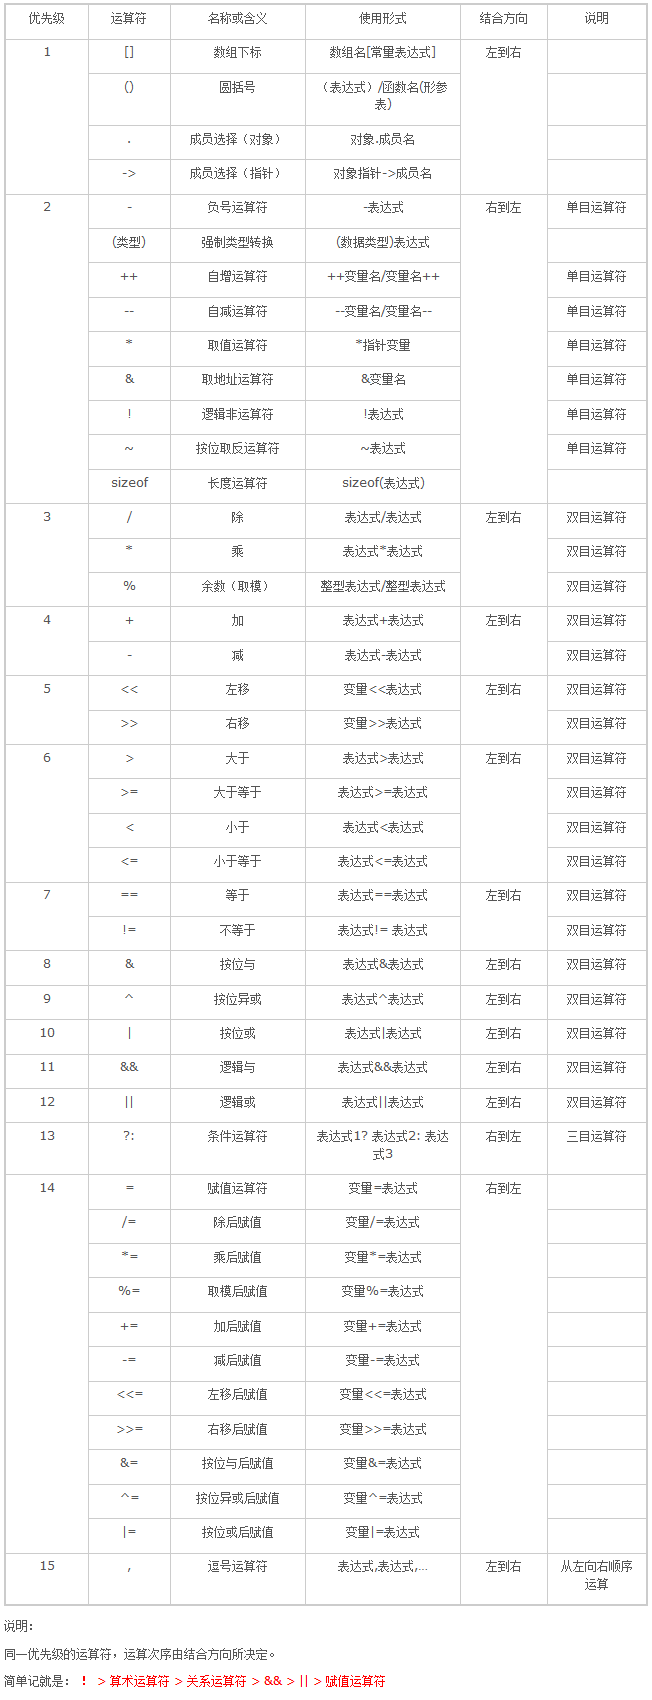 优先级 运算符 名称或含义 使用形式 结合方向 说明
1 [] 数组下标 数组名[常量表达式] 左到右
() 圆括号 （表达式）/函数名(形参
表)
. 成员选择（对象） 对象.成员名
-> 成员选择（指针） 对象指针->成员名
2 - 负号运算符 -表达式 右到左 单目运算符
(类型) 强制类型转换 (数据类型)表达式
++ 自增运算符 ++变量名/变量名++ 单目运算符
-- 自减运算符 --变量名/变量名-- 单目运算符
* 取值运算符 *指针变量 单目运算符
& 取地址运算符 &变量名 单目运算符
! 逻辑非运算符 !表达式 单目运算符
~ 按位取反运算符 ~表达式 单目运算符
sizeof 长度运算符 sizeof(表达式)
3 / 除 表达式/表达式 左到右 双目运算符
* 乘 表达式*表达式 双目运算符
% 余数（取模） 整型表达式/整型表达式 双目运算符
4 + 加 表达式+表达式 左到右 双目运算符
- 减 表达式-表达式 双目运算符
5 << 左移 变量<<表达式 左到右 双目运算符
>> 右移 变量>>表达式 双目运算符
6 > 大于 表达式>表达式 左到右 双目运算符
>= 大于等于 表达式>=表达式 双目运算符
< 小于 表达式<表达式 双目运算符
<= 小于等于 表达式<=表达式 双目运算符
7 == 等于 表达式==表达式 左到右 双目运算符
!= 不等于 表达式!= 表达式 双目运算符
8 & 按位与 表达式&表达式 左到右 双目运算符
9 ^ 按位异或 表达式^表达式 左到右 双目运算符
10 | 按位或 表达式|表达式 左到右 双目运算符
11 && 逻辑与 表达式&&表达式 左到右 双目运算符
12 || 逻辑或 表达式||表达式 左到右 双目运算符
13 ?: 条件运算符 表达式1? 表达式2: 表达 右到左 三目运算符
式3
14 = 赋值运算符 变量=表达式 右到左
/= 除后赋值 变量/=表达式
*= 乘后赋值 变量*=表达式
%= 取模后赋值 变量%=表达式
+= 加后赋值 变量+=表达式
-= 减后赋值 变量-=表达式
<<= 左移后赋值 变量<<=表达式
>>= 右移后赋值 变量>>=表达式
&= 按位与后赋值 变量&=表达式
^= 按位异或后赋值 变量^=表达式
|= 按位或后赋值 变量|=表达式
15 , 逗号运算符 表达式,表达式,… 左到右 从左向右顺序
运算
说明：
同一优先级的运算符，运算次序由结合方向所决定。
简单记就是：！ > 算术运算符 > 关系运算符 > && > || > 赋值运算符